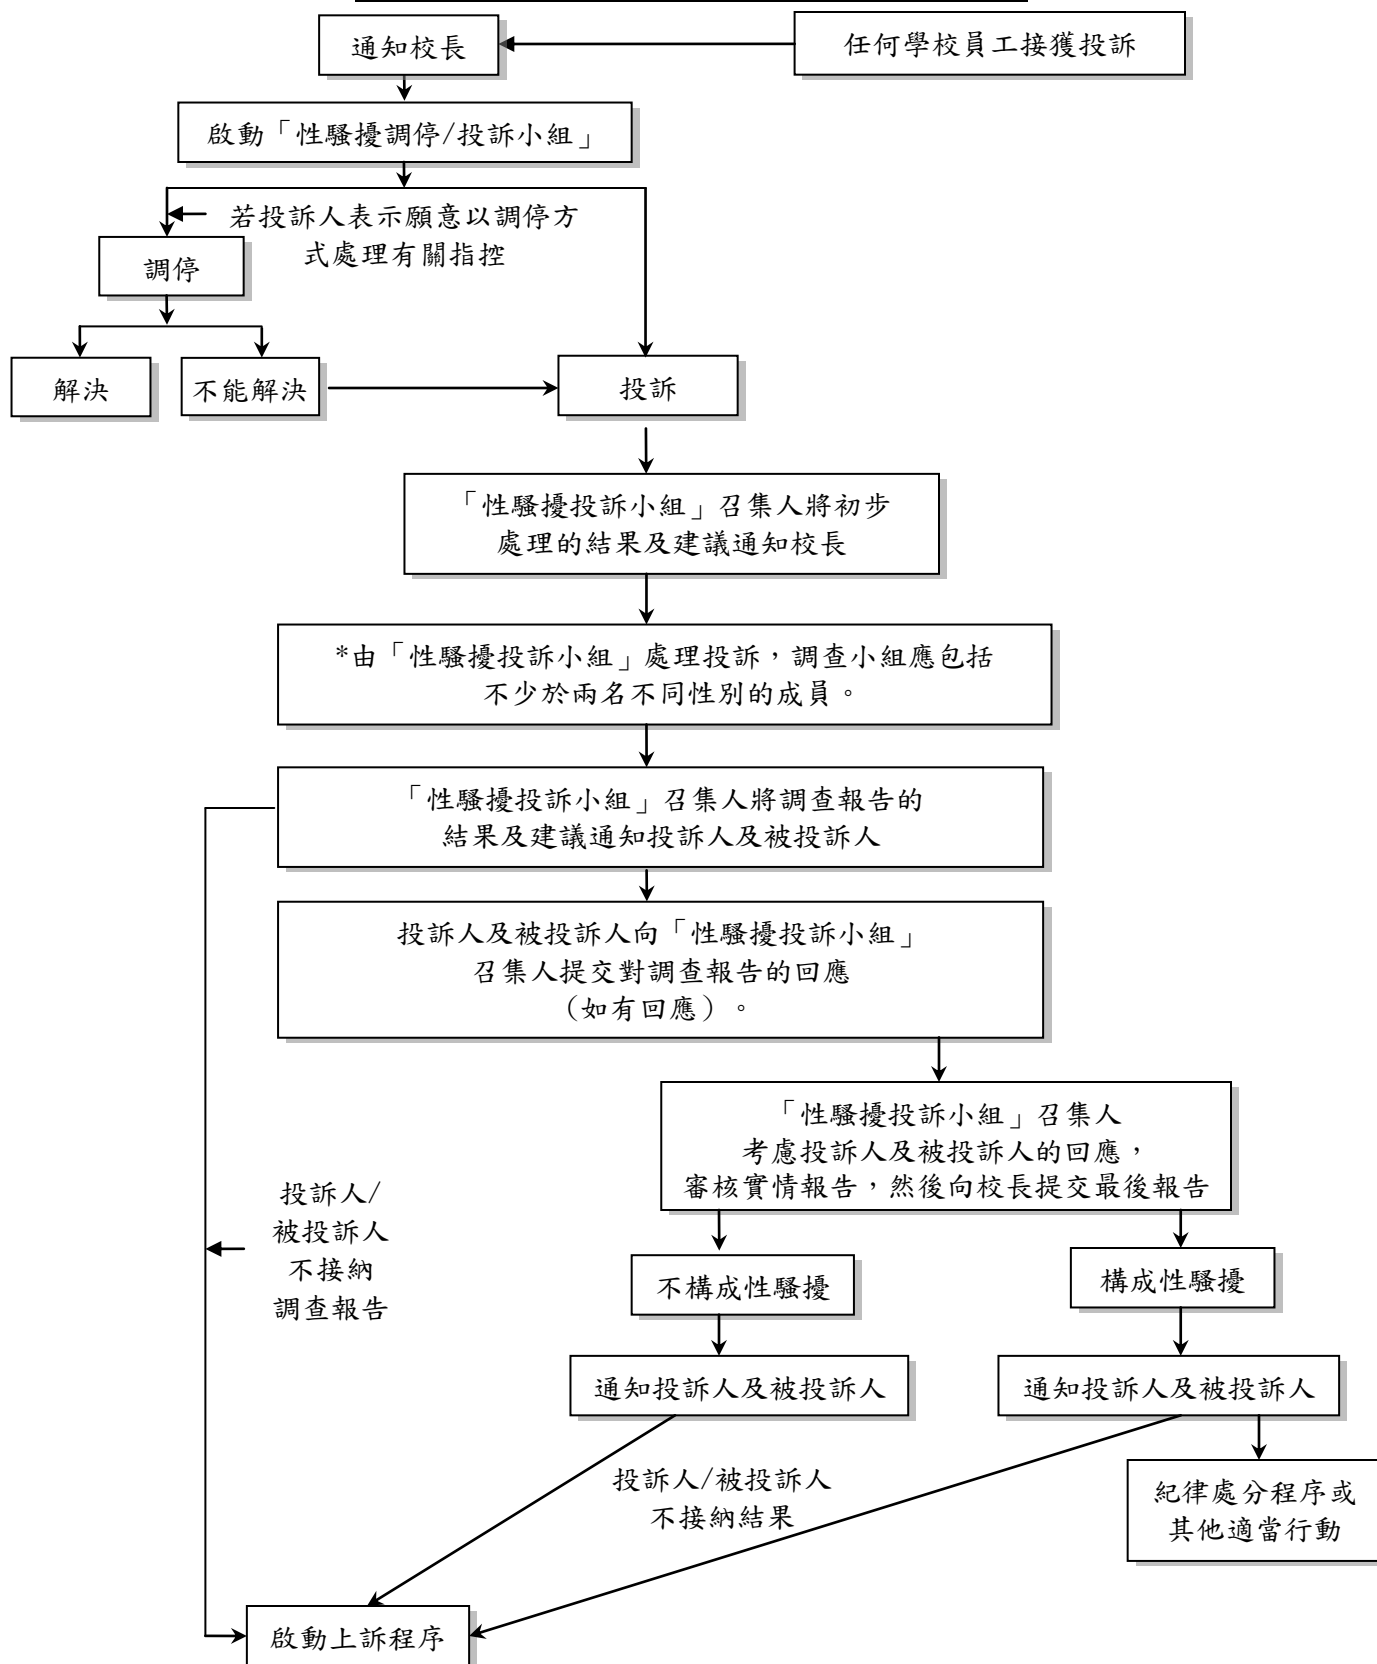 通知校長
任何學校員工接獲投訴
啟動「性騷擾調停/投訴小組」
若投訴人表示願意以調停方
式處理有關指控
調停
解決
不能解決
投訴
「性騷擾投訴小組」召集人將初步
處理的結果及建議通知校長
*由「性騷擾投訴小組」處理投訴，調查小組應包括
不少於兩名不同性別的成員。
「性騷擾投訴小組」召集人將調查報告的
結果及建議通知投訴人及被投訴人
投訴人及被投訴人向「性騷擾投訴小組」
召集人提交對調查報告的回應
（如有回應）。
「性騷擾投訴小組」召集人
考慮投訴人及被投訴人的回應，
審核實情報告，然後向校長提交最後報告
投訴人/
被投訴人
不接納
調查報告
不構成性騷擾
構成性騷擾
通知投訴人及被投訴人
通知投訴人及被投訴人
投訴人/被投訴人
不接納結果
紀律處分程序或
其他適當行動
啟動上訴程序